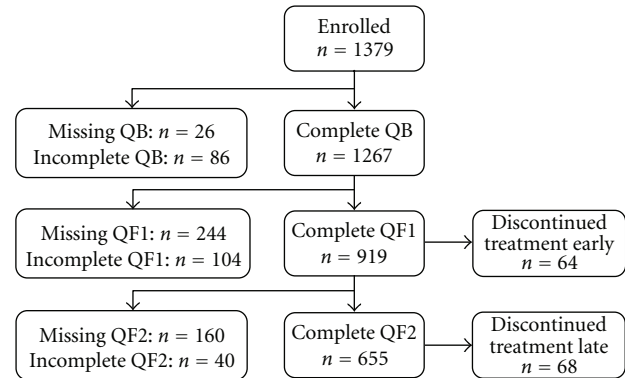 Enrolled
n = 1379
Missing QB: n = 26
Incomplete QB: n = 86
Complete QB
n = 1267
Missing QF1: n = 244
Incomplete QF1: n = 104
Complete QF1
n = 919
Discontinued
treatment early
n = 64
Missing QF2: n = 160
Incomplete QF2: n = 40
Complete QF2
n = 655
Discontinued
treatment late
n = 68